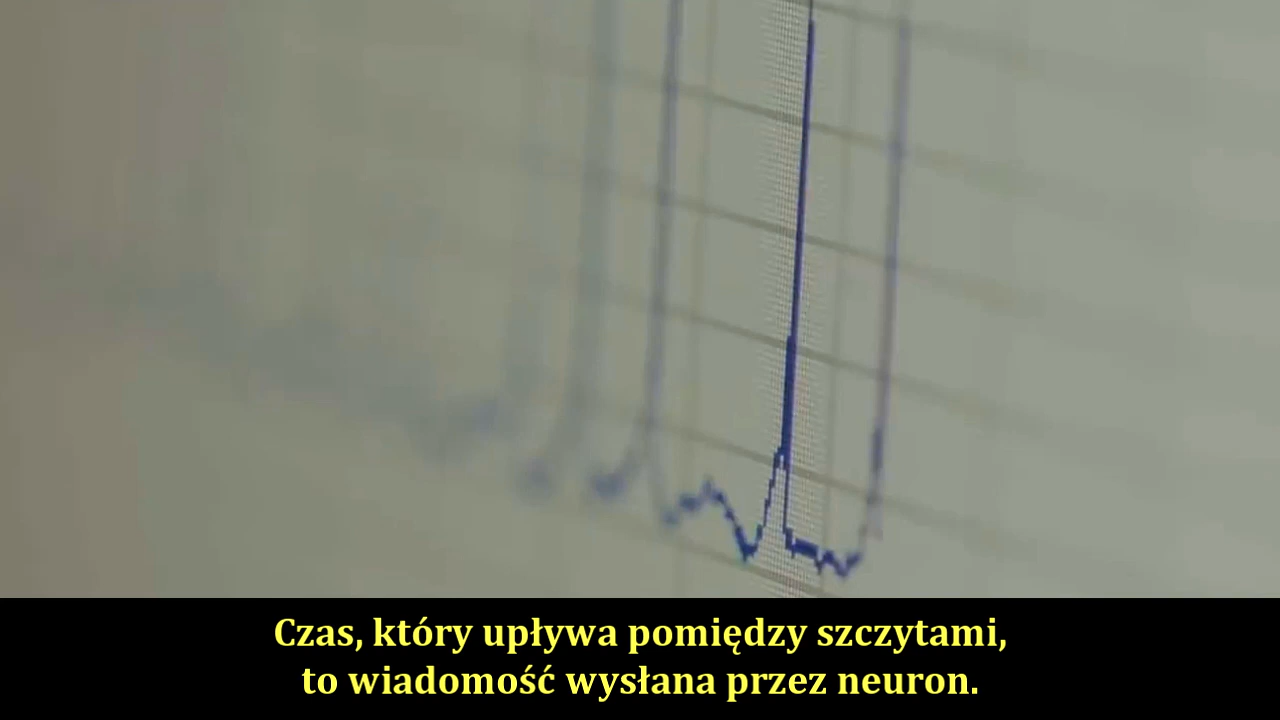 Czas, który upływa pomiędzy szczytami,
to wiadomość wysłana przez neuron.